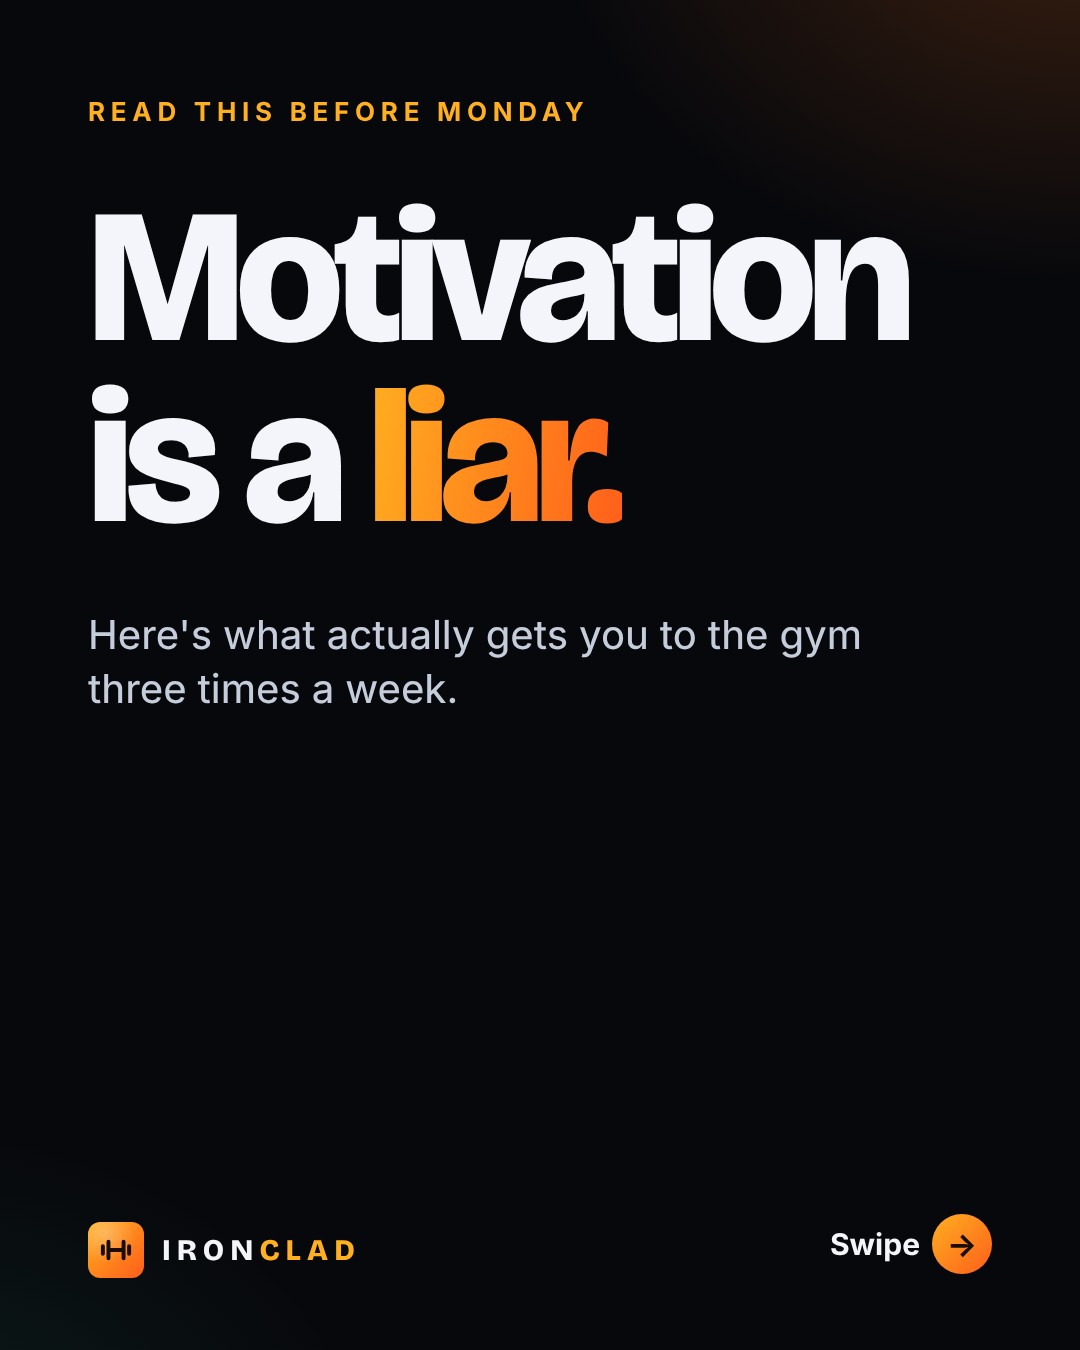 READ THIS BEFORE MONDAY
Motivation
is a liar.
Here's what actually gets you to the gym
three times a week.
IRONCLAD
Swipe